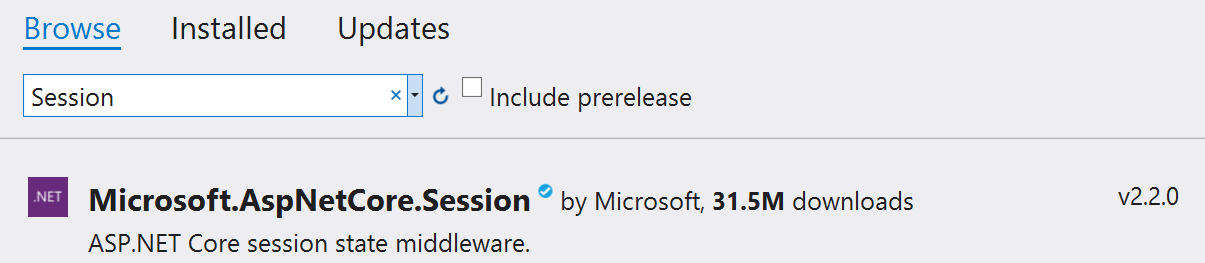 Browse Installed Updates
Session
Include prerelease
.NET
Microsoft.AspNetCore.Session by Microsoft, 31.5M downloads v2.2.0
ASP.NET Core session state middleware.